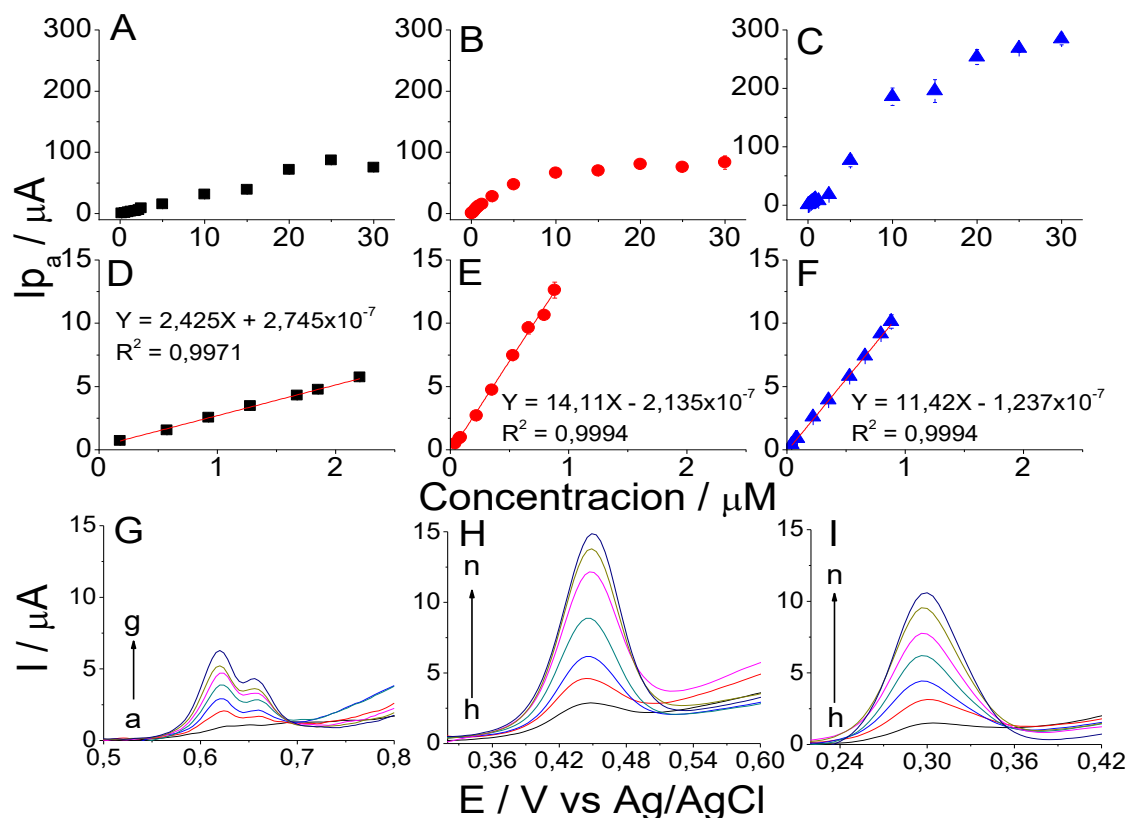 A
B
C
300
200
100
0
0 10 20 30
300
200
100
0
0 10 20 30
300
200
100
0
0 10 20 30
Ip a / μA
D
E
F
15
10
5
0
Y = 2,425X + 2,745x10-7
R2 = 0,9971
0 1 2
15
10
5
0
Y = 14,11X - 2,135x10-7
R2 = 0,9994
0 1 2
15
10
5
0
Y = 11,42X - 1,237x10-7
R2 = 0,9994
0 1 2
Concentracion / μM
G
H
I
15
10
5
0
g
a
0,5 0,6 0,7 0,8
15
10
5
0
n
h
0,36 0,42 0,48 0,54 0,60
15
10
5
0
n
h
0,24 0,30 0,36 0,42
I / μA
E / V vs Ag/AgCl